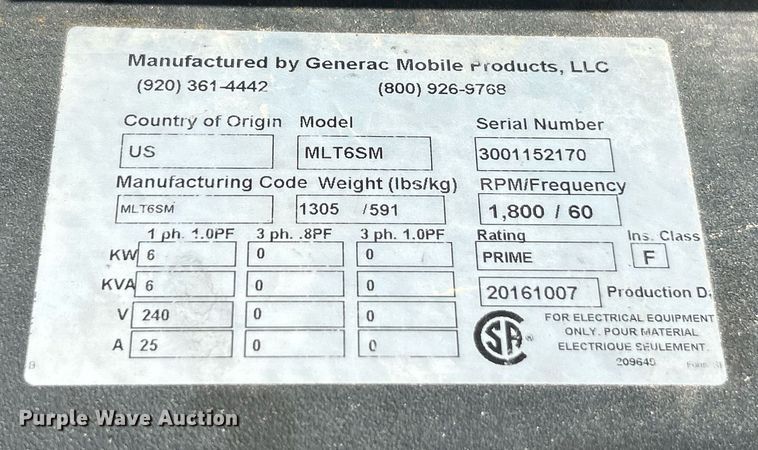 Manufactured by Generac Mobile Products, LLC
(920) 361-4442 (800) 926-9768
Country of Origin Model Serial Number
US MLT6SM 3001152170
Manufacturing Code Weight (lbs/kg) RPM/Frequency
MLT6SM 1305 / 591 1,800 / 60
1 ph. 1.0PF 3 ph. .8PF 3 ph. 1.0PF Rating Ins. Class
KW 6 0 0 PRIME F
KVA 6 0 0 20161007 Production D
V 240 0 0 FOR ELECTRICAL EQUIPMENT
ONLY. POUR MATERIAL
A 25 0 0 ELECTRIQUE SEULEMENT.
SA ®
209640
Purple Wave Auction